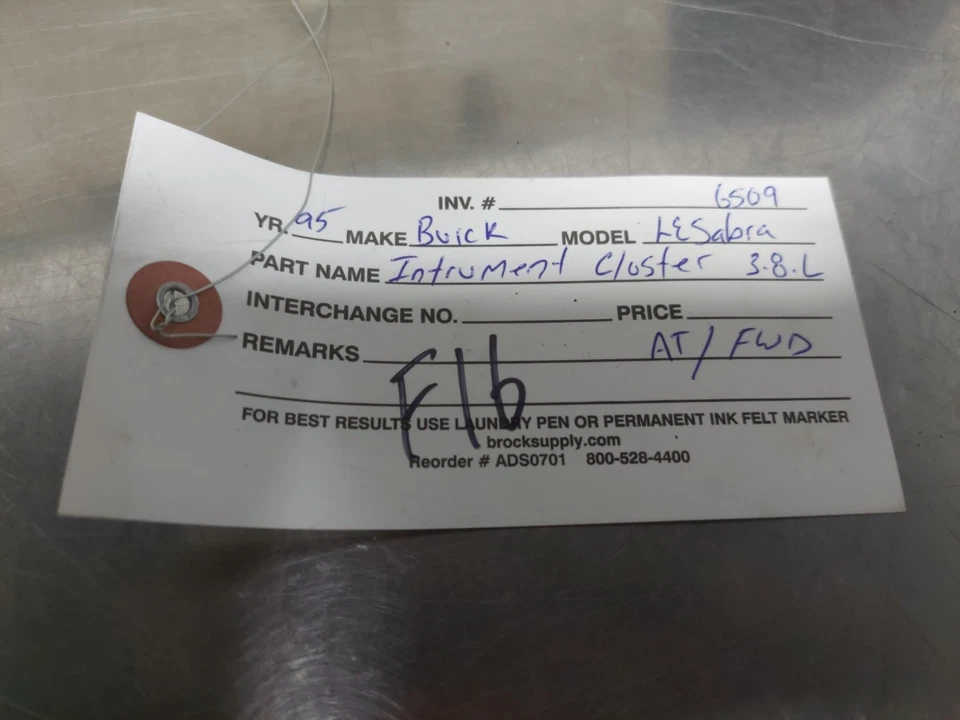 INV. # 6509
YR. 95 MAKE Buick MODEL LESabra
PART NAME Intrument Closter 3.8.L
INTERCHANGE NO. PRICE
REMARKS AT/FWD
F16
FOR BEST RESULTS USE LAUNDRY PEN OR PERMANENT INK FELT MARKER
brocksupply.com
Reorder # ADS0701 800-528-4400